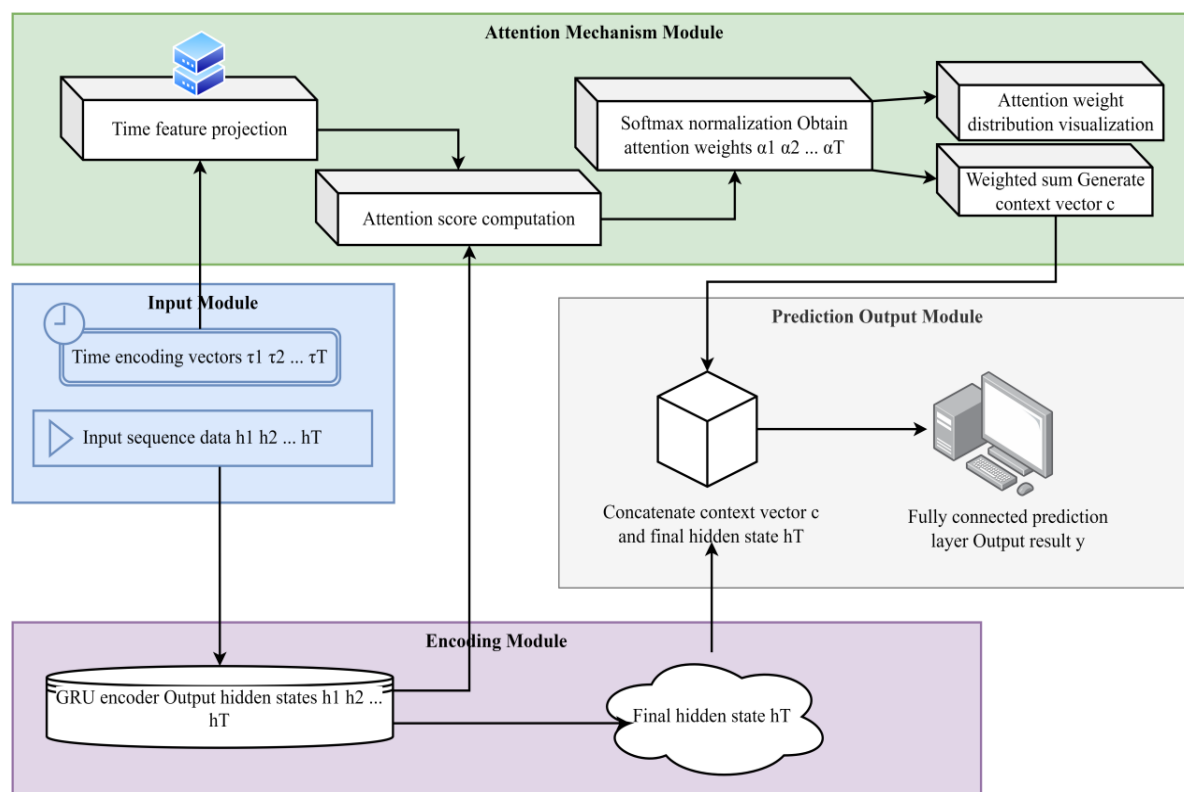 Attention Mechanism Module
Time feature projection
Attention score computation
Softmax normalization Obtain
attention weights α1 α2 ... αT
Attention weight
distribution visualization
Weighted sum Generate
context vector c
Input Module
Time encoding vectors τ1 τ2 ... τT
Input sequence data h1 h2 ... hT
Prediction Output Module
Concatenate context vector c
and final hidden state hT
Fully connected prediction
layer Output result y
Encoding Module
GRU encoder Output hidden states h1 h2 ...
hT
Final hidden state hT